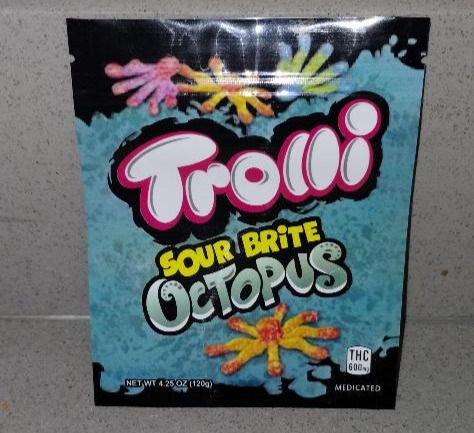 Trolli
SOUR BRiTE
OCTOPUS
THC
600mg
NET WT 4.25 OZ (120g)
MEDICATED